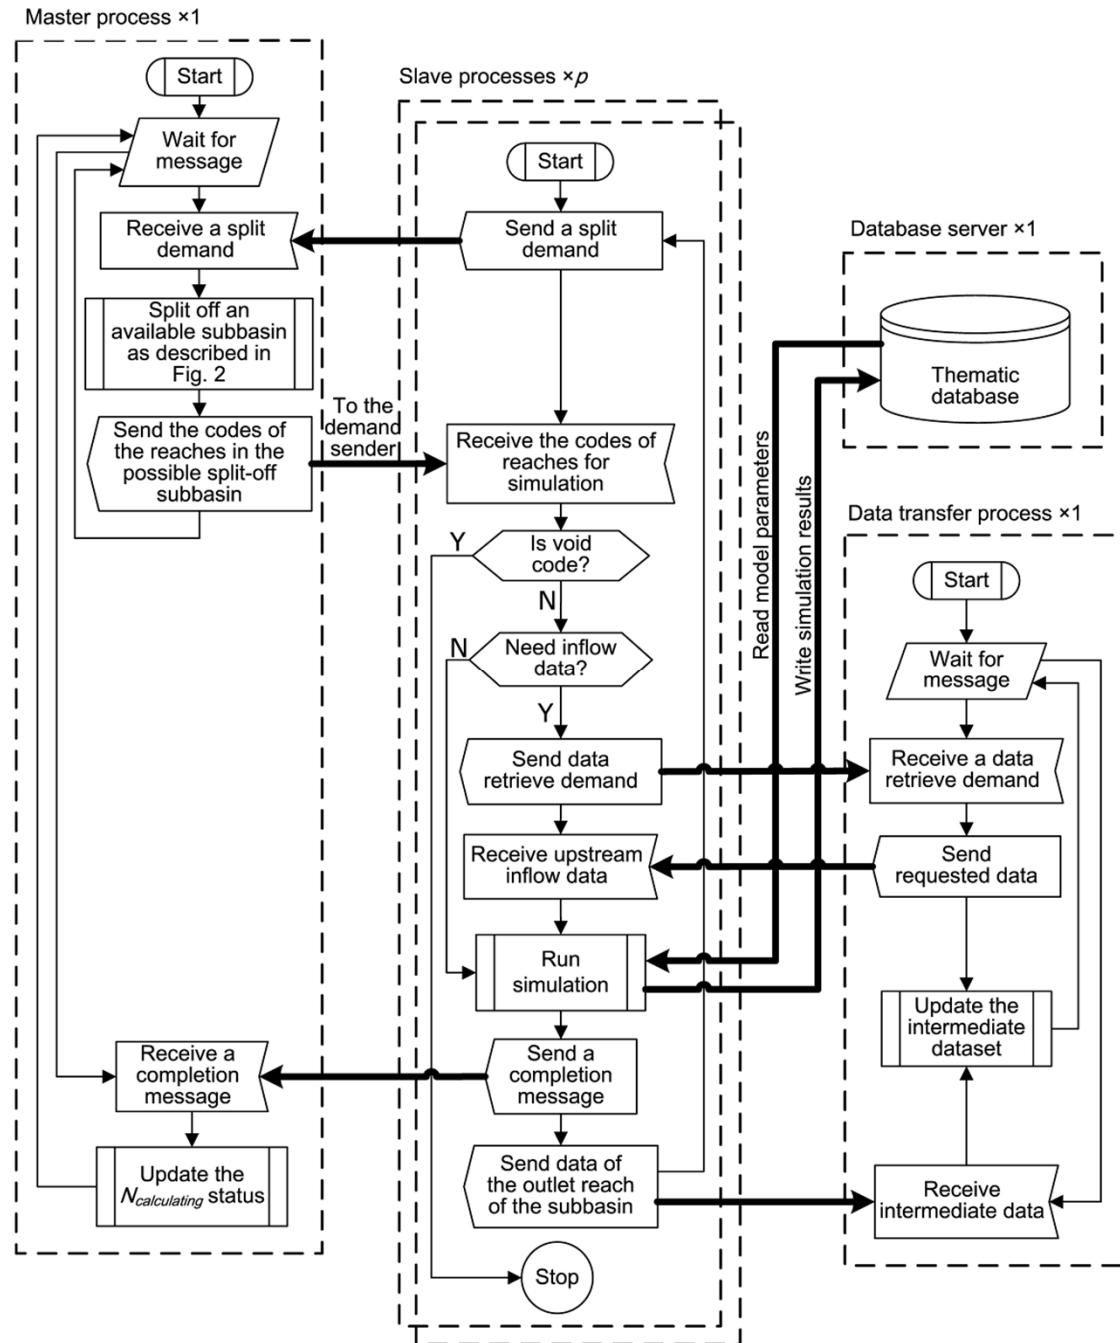 Master process ×1
Start
Wait for
message
Receive a split
demand
Split off an
available subbasin
as described in
Fig. 2
Send the codes of
the reaches in the
possible split-off
subbasin
Receive a
completion
message
Update the
Ncalculating status
To the
demand
sender
Slave processes ×p
Start
Send a split
demand
Receive the codes of
reaches for
simulation
Y
Is void
code?
N
N
Need inflow
data?
Y
Send data
retrieve demand
Receive upstream
inflow data
Run
simulation
Send a
completion
message
Send data of
the outlet reach
of the subbasin
Stop
Read model parameters
Write simulation results
Database server ×1
Thematic
database
Data transfer process ×1
Start
Wait for
message
Receive a data
retrieve demand
Send
requested data
Update the
intermediate
dataset
Receive
intermediate data